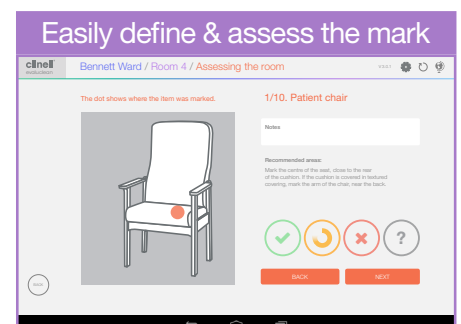 Easily define & assess the mark
clinell
evaluclean
Bennett Ward / Room 4 / Assessing the room
The dot shows where the item was marked.
1/10. Patient chair
Notes
Recommended areas:
Mark the centre of the seat, close to the rear
of the cushion. If the cushion is covered in textured
covering, mark the arm of the chair, near the back.
?
BACK
NEXT